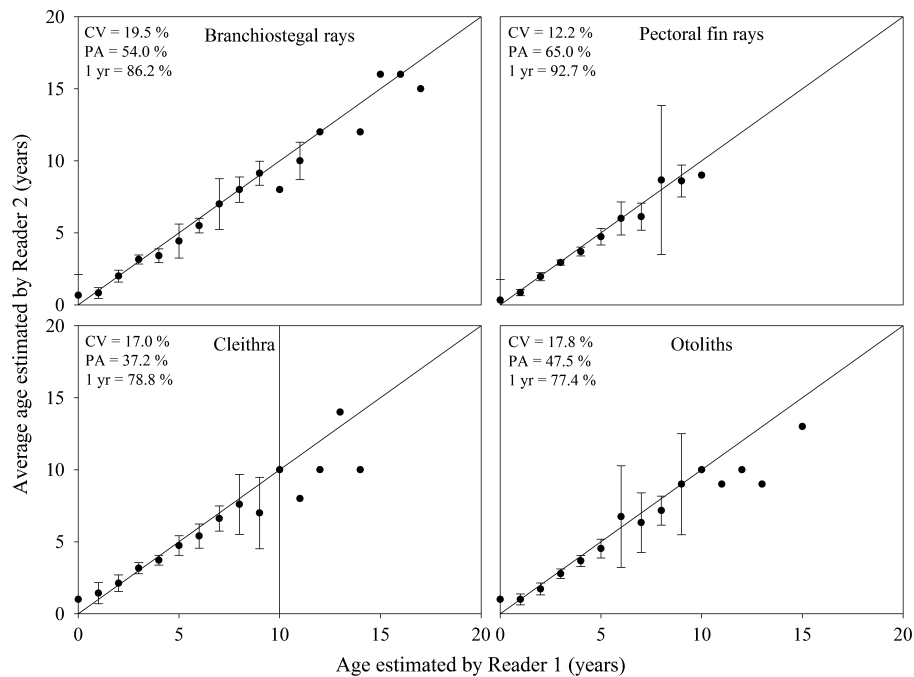 20
CV = 19.5 %
PA = 54.0 %
1 yr = 86.2 %
Branchiostegal rays
15
10
5
0
CV = 12.2 %
PA = 65.0 %
1 yr = 92.7 %
Pectoral fin rays
Average age estimated by Reader 2 (years)
20
CV = 17.0 %
PA = 37.2 %
1 yr = 78.8 %
Cleithra
15
10
5
0
0 5 10 15 20
CV = 17.8 %
PA = 47.5 %
1 yr = 77.4 %
Otoliths
0 5 10 15 20
Age estimated by Reader 1 (years)